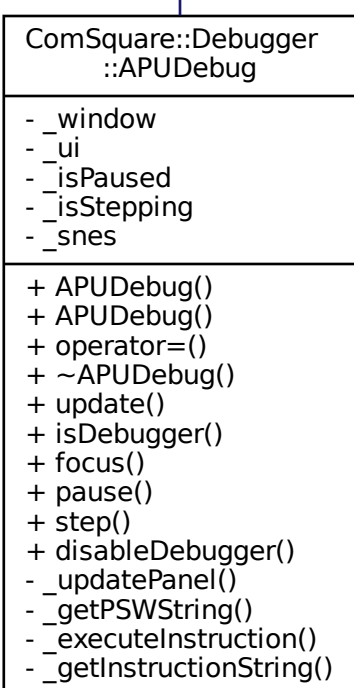 ComSquare::Debugger
::APUDebug
- _window
- _ui
- _isPaused
- _isStepping
- _snes
+ APUDebug()
+ APUDebug()
+ operator=()
+ ~APUDebug()
+ update()
+ isDebugger()
+ focus()
+ pause()
+ step()
+ disableDebugger()
- _updatePanel()
- _getPSWString()
- _executeInstruction()
- _getInstructionString()